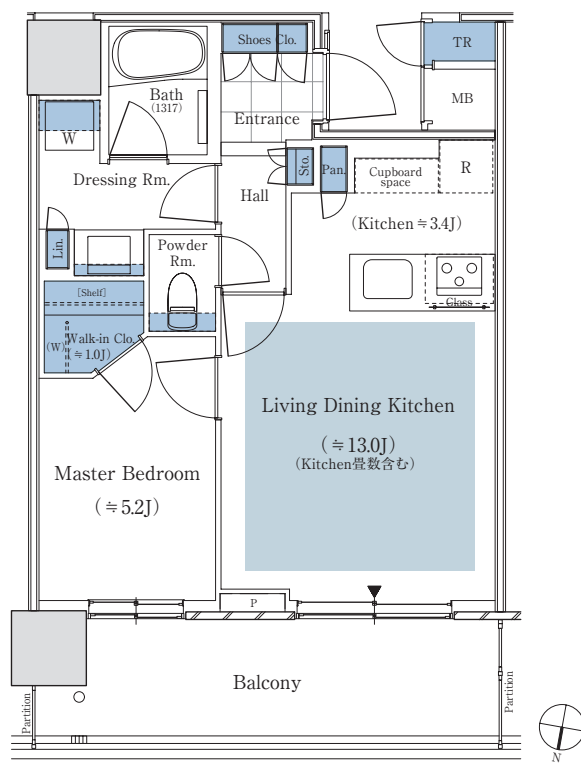 Shoes Clo.
TR
MB
Bath
(1317)
Entrance
W
Dressing Rm.
Hall
Sto.
Pan.
Cupboard
space
R
(Kitchen≒3.4J)
Lin.
Powder
Rm.
[Shelf]
(W)
Walk-in Clo.
(≒1.0J)
Glass
Living Dining Kitchen
(≒13.0J)
(Kitchen畳数含む)
Master Bedroom
(≒5.2J)
P
Balcony
Partition
Partition
N